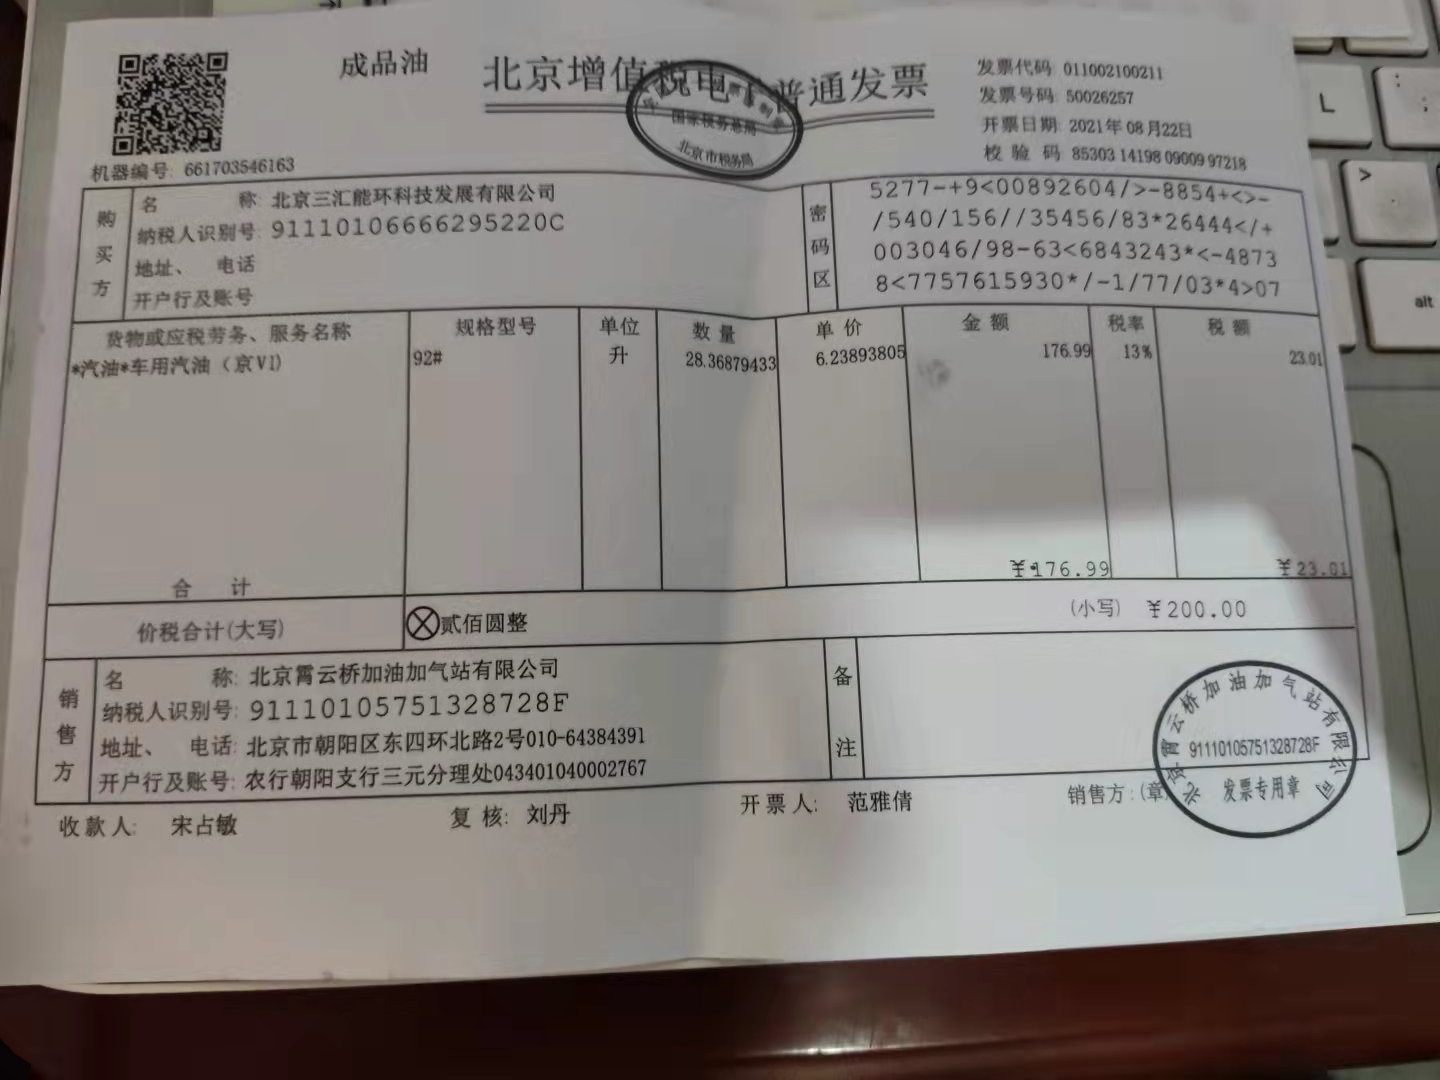 成品油
北京增值税电子普通发票
国家税务总局
北京市税务局
发票代码: 011002100211
发票号码: 50026257
开票日期: 2021年08月22日
校 验 码: 85303 14198 09009 97218
机器编号: 661703546163
购买方
名 称: 北京三汇能环科技发展有限公司
纳税人识别号: 91110106666295220C
地址、 电话
开户行及账号
密码区
5277-+9<00892604/>-8854+<>-
/540/156//35456/83*26444</+
003046/98-63<6843243*<-4873
8<7757615930*/-1/77/03*4>07
货物或应税劳务、服务名称 规格型号 单位 数量 单价 金额 税率 税额
*汽油*车用汽油（京VI） 92# 升 28.36879433 6.23893805 176.99 13% 23.01
合 计 ¥176.99 ¥23.01
价税合计(大写) ⊗贰佰圆整 (小写) ¥200.00
销售方
名 称: 北京霄云桥加油加气站有限公司
纳税人识别号: 91110105751328728F
地址、 电话: 北京市朝阳区东四环北路2号010-64384391
开户行及账号: 农行朝阳支行三元分理处043401040002767
备注
收款人: 宋占敏 复 核: 刘丹 开票人: 范雅倩 销售方: (章)
北京霄云桥加油加气站有限公司
91110105751328728F
发票专用章
L
>
;
alt